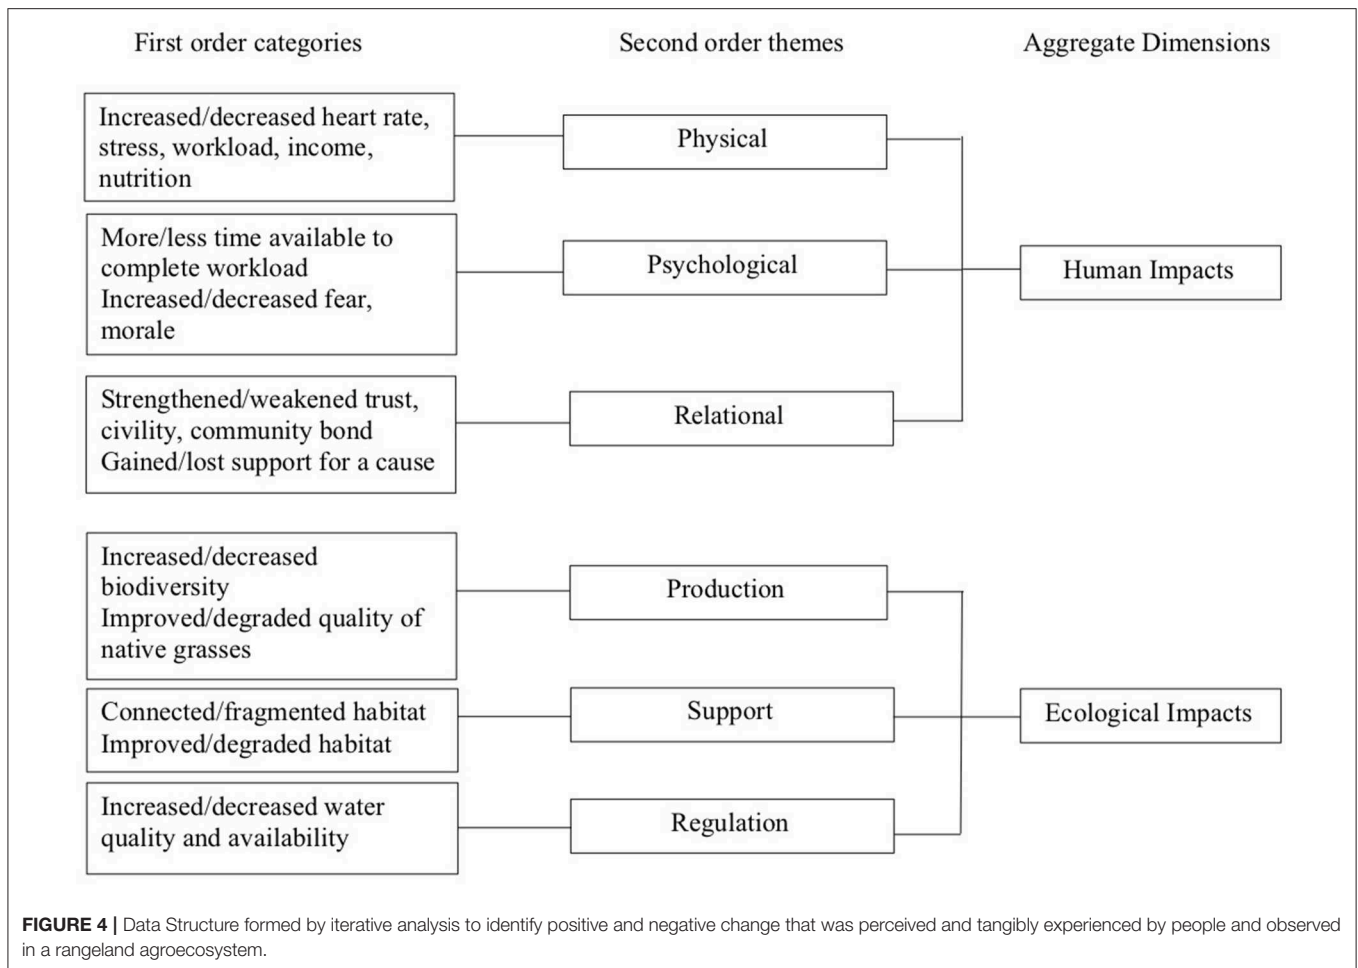 First order categories
Second order themes
Aggregate Dimensions
Increased/decreased heart rate,
stress, workload, income,
nutrition
Physical
More/less time available to
complete workload
Increased/decreased fear,
morale
Psychological
Human Impacts
Strengthened/weakened trust,
civility, community bond
Gained/lost support for a cause
Relational
Increased/decreased
biodiversity
Improved/degraded quality of
native grasses
Production
Connected/fragmented habitat
Improved/degraded habitat
Support
Ecological Impacts
Increased/decreased water
quality and availability
Regulation
FIGURE 4 | Data Structure formed by iterative analysis to identify positive and negative change that was perceived and tangibly experienced by people and observed
in a rangeland agroecosystem.